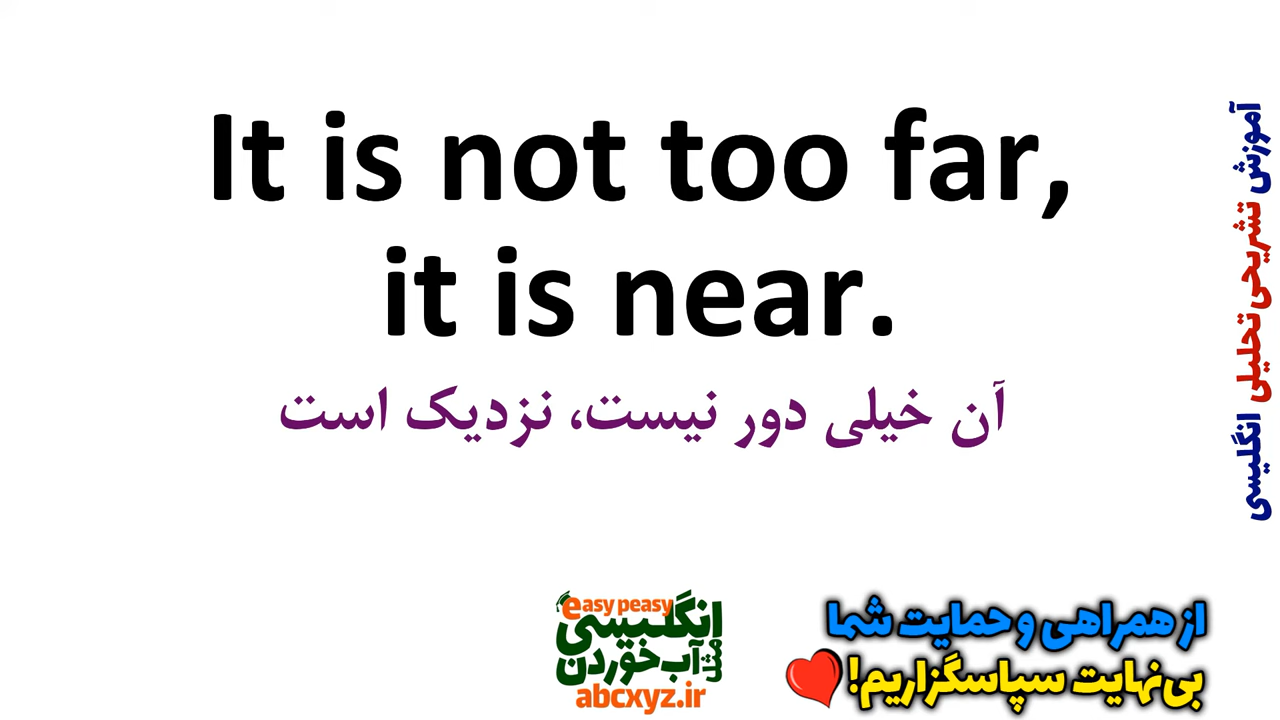 It is not too far,
it is near.
آن خیلی دور نیست، نزدیک است
آموزش تشریحی تحلیلی انگلیسی
easy peasy
انگلیسی
مثل آب خوردن
abcxyz.ir
از همراهی و حمایت شما
بی‌نهایت سپاسگزاریم!